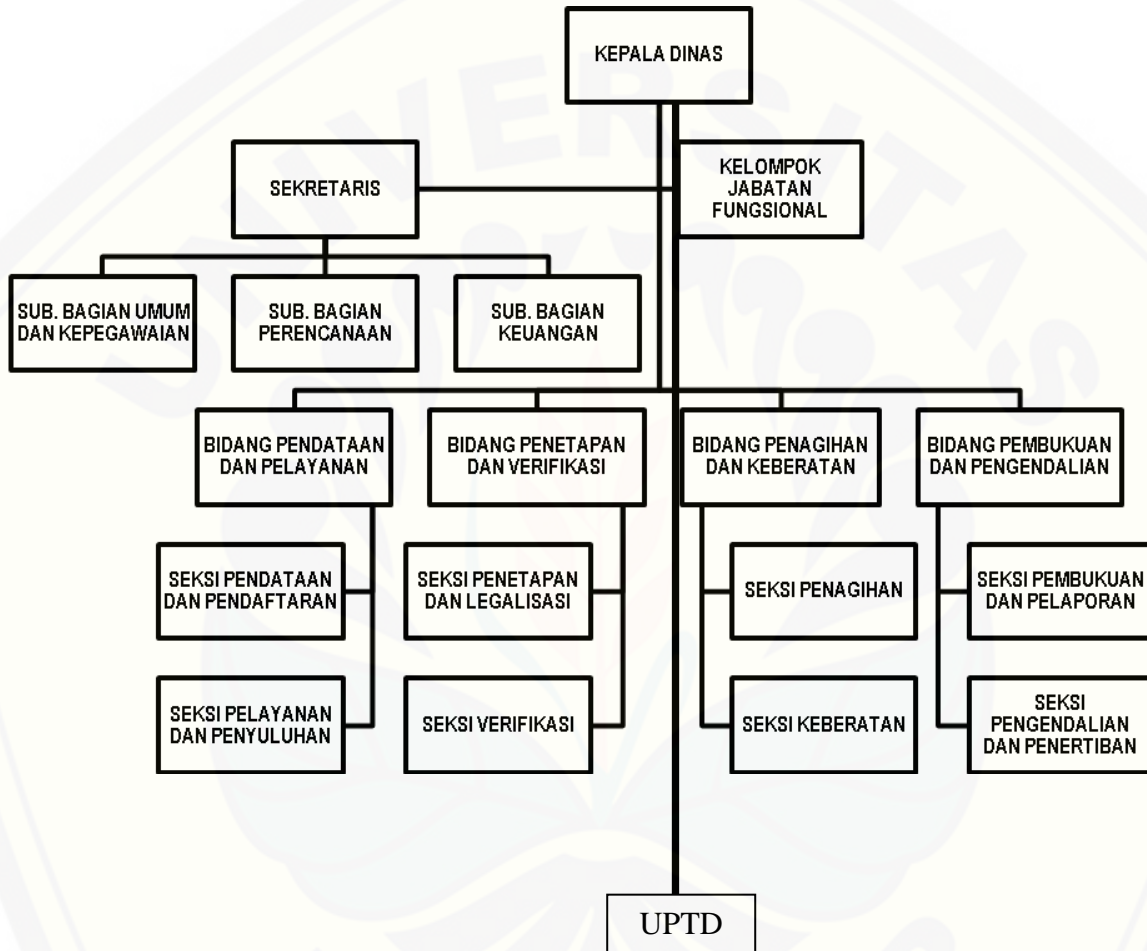 KEPALA DINAS
SEKRETARIS
KELOMPOK
JABATAN
FUNGSIONAL
SUB. BAGIAN UMUM
DAN KEPEGAWAIAN
SUB. BAGIAN
PERENCANAAN
SUB. BAGIAN
KEUANGAN
BIDANG PENDATAAN
DAN PELAYANAN
BIDANG PENETAPAN
DAN VERIFIKASI
BIDANG PENAGIHAN
DAN KEBERATAN
BIDANG PEMBUKUAN
DAN PENGENDALIAN
SEKSI PENDATAAN
DAN PENDAFTARAN
SEKSI PENETAPAN
DAN LEGALISASI
SEKSI PENAGIHAN
SEKSI PEMBUKUAN
DAN PELAPORAN
SEKSI PELAYANAN
DAN PENYULUHAN
SEKSI VERIFIKASI
SEKSI KEBERATAN
SEKSI
PENGENDALIAN
DAN PENERTIBAN
UPTD
UNIVERSITAS